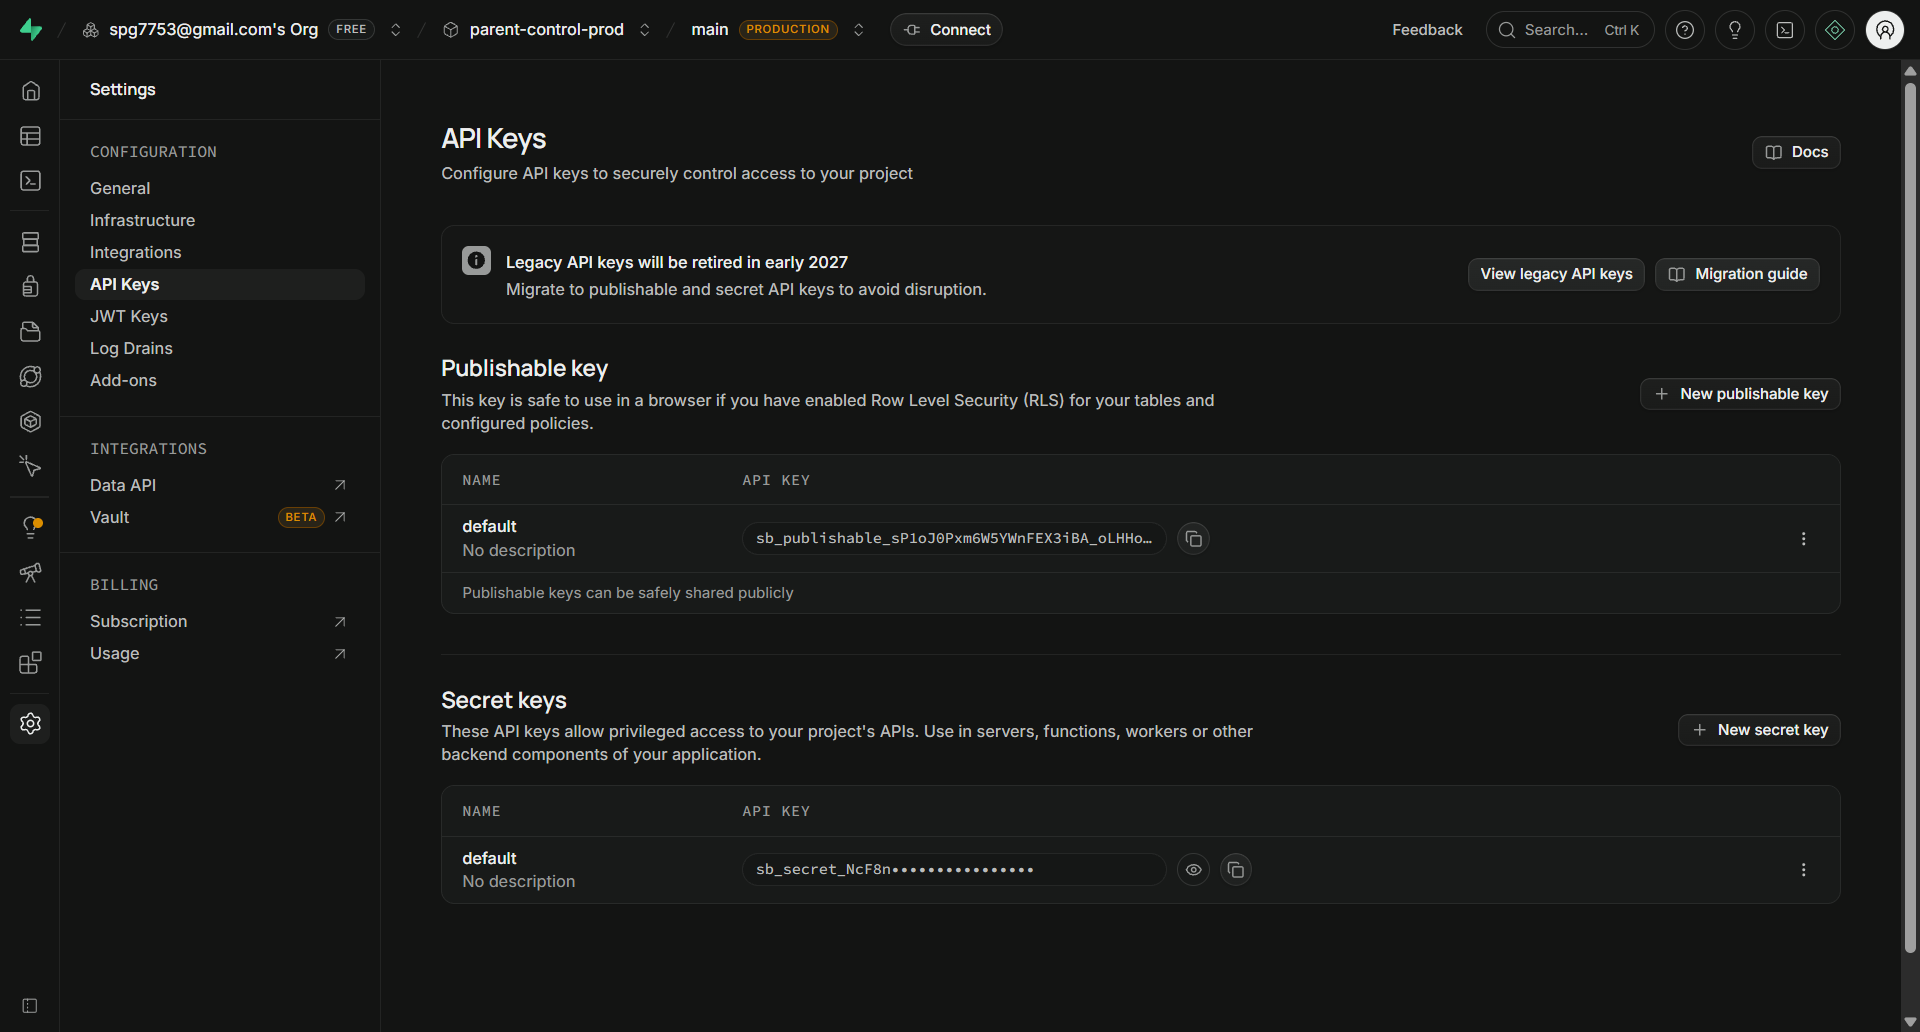 spg7753@gmail.com's Org FREE parent-control-prod main PRODUCTION Connect Feedback Search... Ctrl K
Settings
CONFIGURATION
General
Infrastructure
Integrations
API Keys
JWT Keys
Log Drains
Add-ons
INTEGRATIONS
Data API
Vault BETA
BILLING
Subscription
Usage
API Keys
Configure API keys to securely control access to your project
Docs
Legacy API keys will be retired in early 2027
Migrate to publishable and secret API keys to avoid disruption.
View legacy API keys
Migration guide
Publishable key
This key is safe to use in a browser if you have enabled Row Level Security (RLS) for your tables and
configured policies.
New publishable key
NAME API KEY
default
No description
sb_publishable_sP1oJ0Pxm6W5YWnFEX3iBA_oLHHo…
Publishable keys can be safely shared publicly
Secret keys
These API keys allow privileged access to your project's APIs. Use in servers, functions, workers or other
backend components of your application.
New secret key
NAME API KEY
default
No description
sb_secret_NcF8n••••••••••••••••